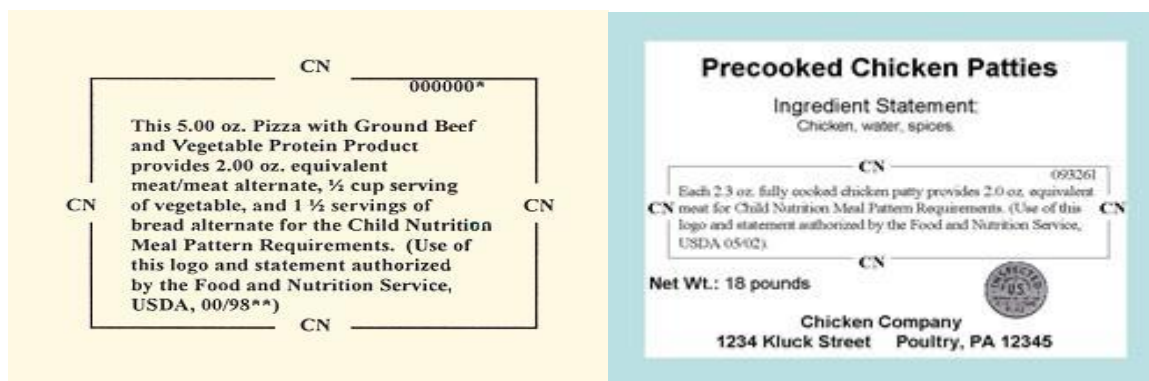 CN
000000*
This 5.00 oz. Pizza with Ground Beef
and Vegetable Protein Product
provides 2.00 oz. equivalent
meat/meat alternate, ½ cup serving
CN of vegetable, and 1 ½ servings of CN
bread alternate for the Child Nutrition
Meal Pattern Requirements. (Use of
this logo and statement authorized
by the Food and Nutrition Service,
USDA, 00/98**)
CN
Precooked Chicken Patties
Ingredient Statement:
Chicken, water, spices.
CN
093261
Each 2.3 oz. fully cooked chicken patty provides 2.0 oz. equivalent
CN meat for Child Nutrition Meal Pattern Requirements. (Use of this CN
logo and statement authorized by the Food and Nutrition Service,
USDA 05/02).
CN
Net Wt.: 18 pounds
INSPECTED
U.S.
Chicken Company
1234 Kluck Street Poultry, PA 12345